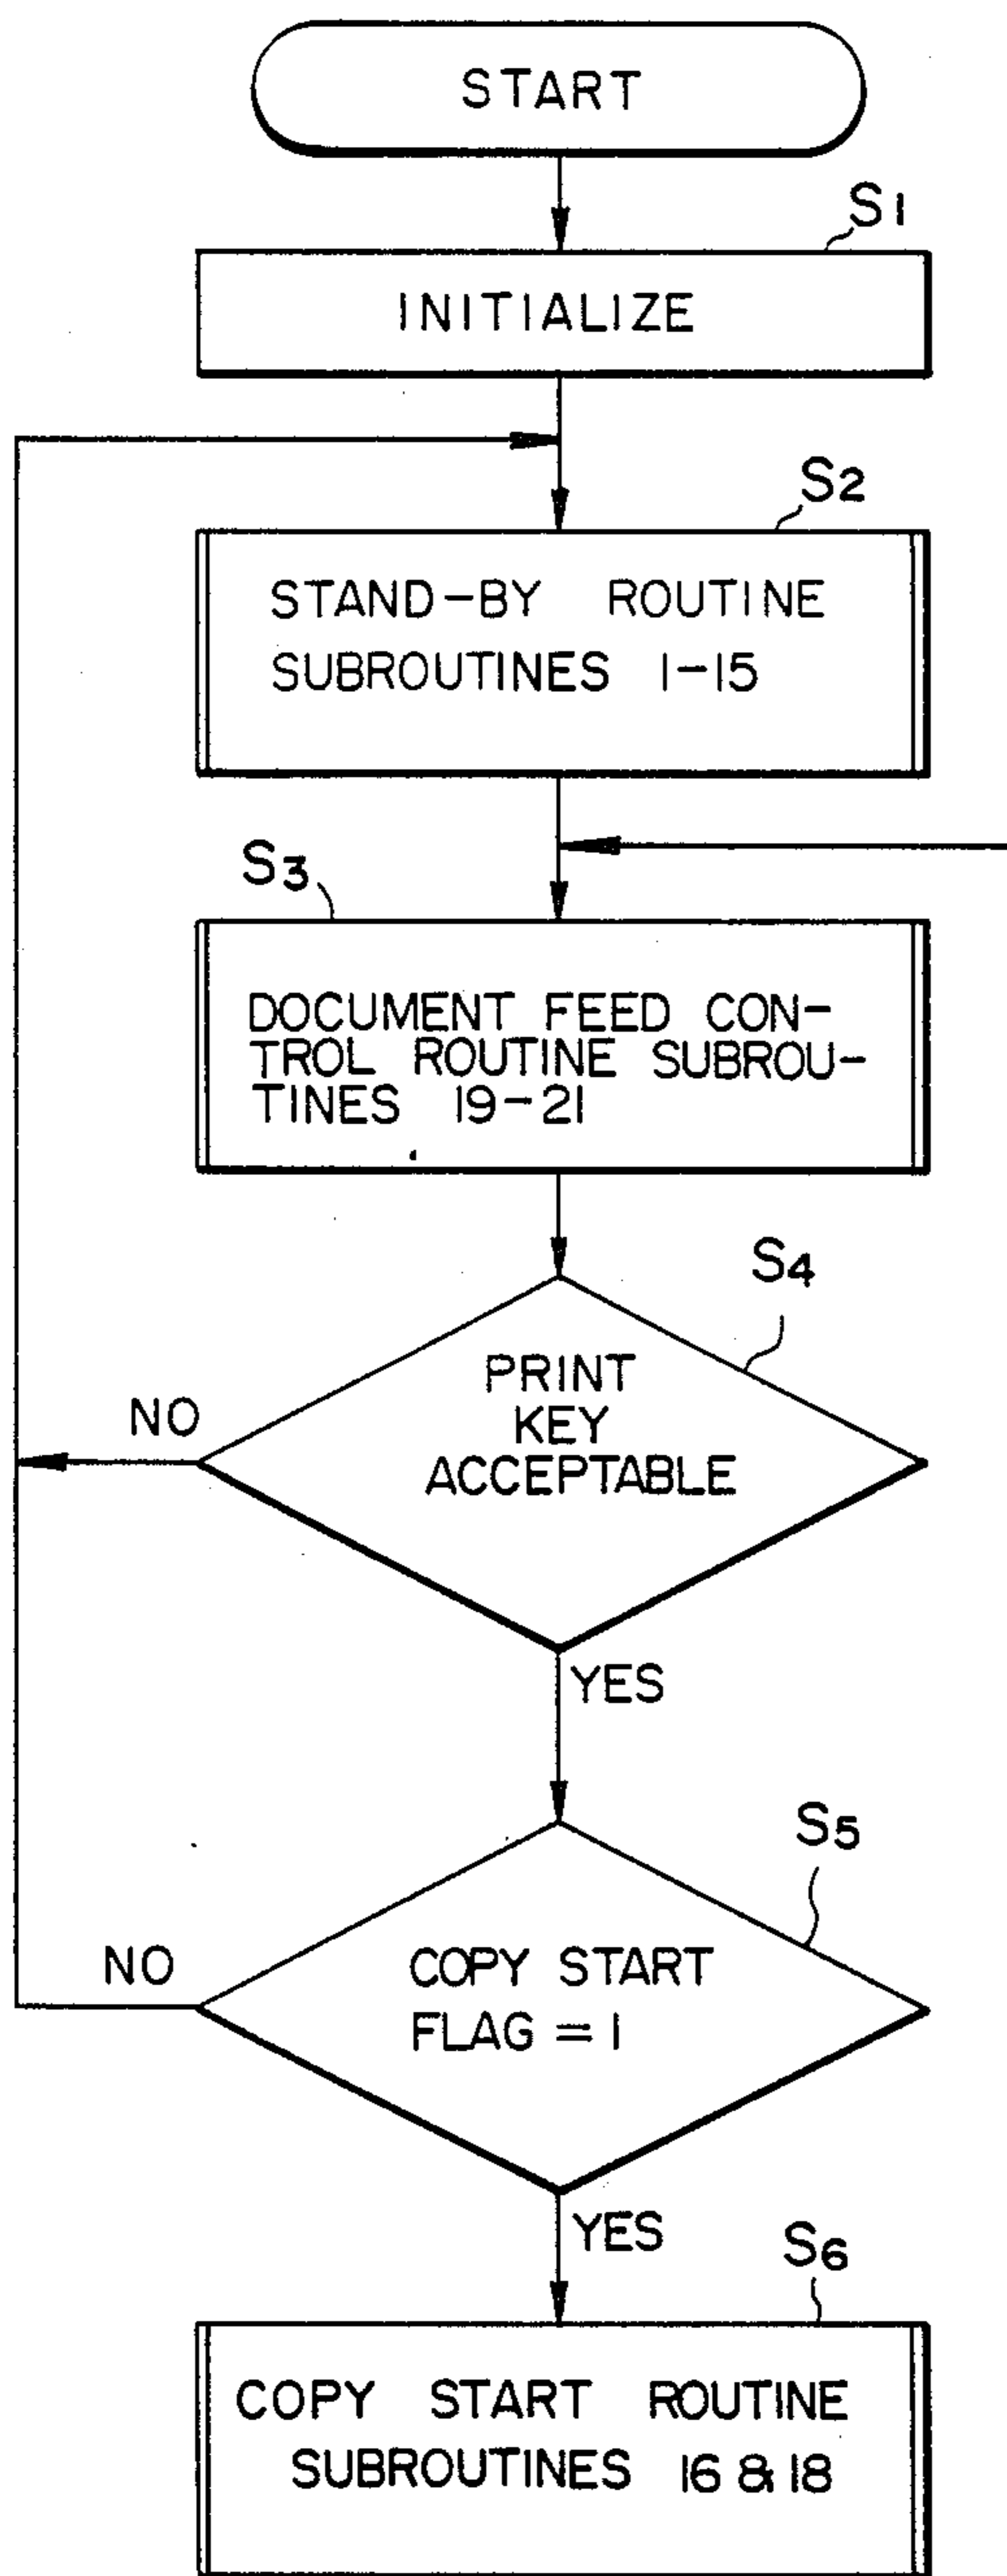 START
S1
INITIALIZE
S2
STAND-BY ROUTINE
SUBROUTINES 1-15
S3
DOCUMENT FEED CON-
TROL ROUTINE SUBROU-
TINES 19-21
S4
PRINT
KEY
ACCEPTABLE
NO
YES
S5
COPY START
FLAG = 1
NO
YES
S6
COPY START ROUTINE
SUBROUTINES 16 & 18